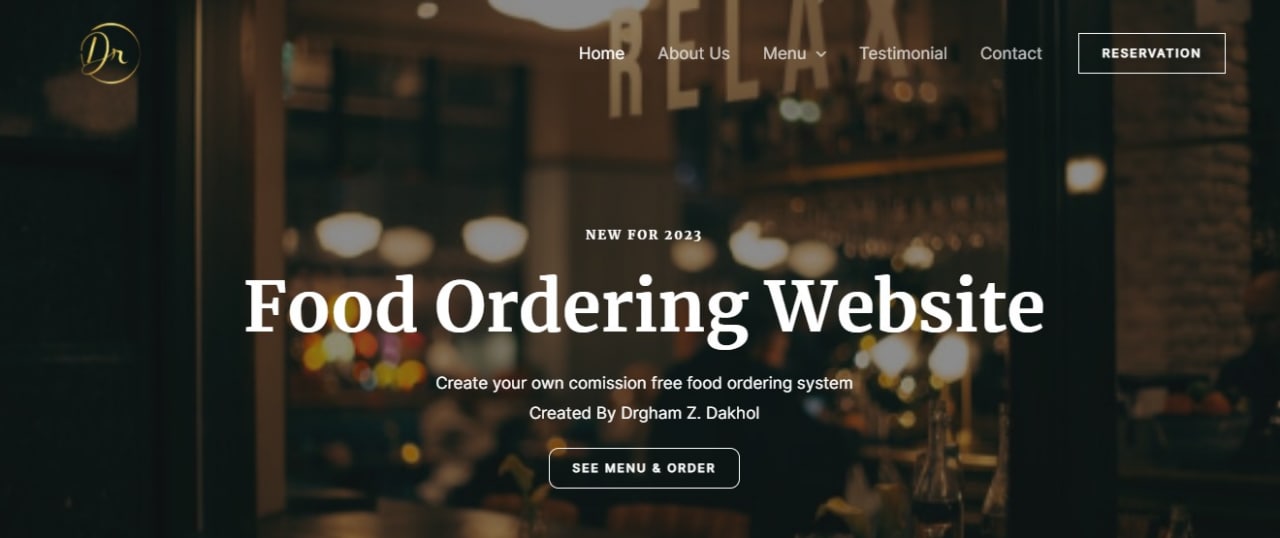 Dr
Home About Us Menu Testimonial Contact RESERVATION
RELAX
NEW FOR 2023
Food Ordering Website
Create your own comission free food ordering system
Created By Drgham Z. Dakhol
SEE MENU & ORDER